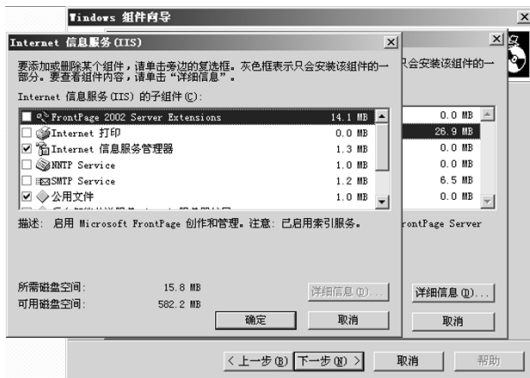 Windows 组件向导
Internet 信息服务(IIS)
要添加或删除某个组件，请单击旁边的复选框。灰色框表示只会安装该组件的一
部分。要查看组件内容，请单击“详细信息”。
Internet 信息服务(IIS) 的子组件(C):
FrontPage 2002 Server Extensions 14.1 MB
Internet 打印 0.0 MB
Internet 信息服务管理器 1.3 MB
NNTP Service 1.0 MB
SMTP Service 1.2 MB
公用文件 1.0 MB
描述: 启用 Microsoft FrontPage 创作和管理。注意: 已启用索引服务。
所需磁盘空间: 15.8 MB
可用磁盘空间: 582.2 MB
详细信息(D)...
确定 取消
只会安装该组件的一
0.0 MB
26.9 MB
0.0 MB
0.0 MB
6.5 MB
0.0 MB
rontPage Server
详细信息(D)...
取消
< 上一步(B) 下一步(N) > 取消 帮助